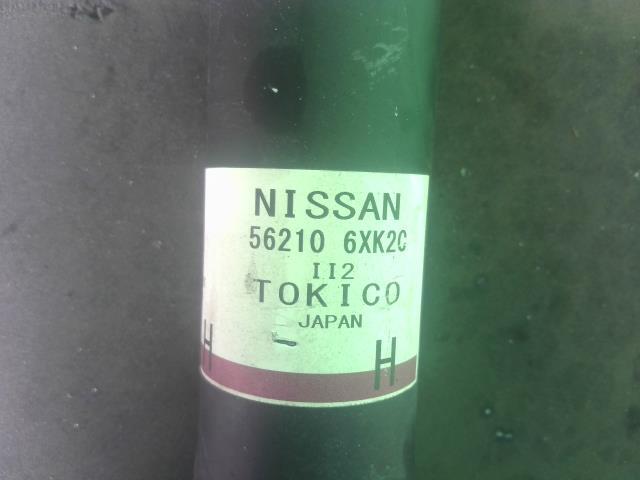 NISSAN
56210 6XK2C
II2
TOKICO
JAPAN
H H